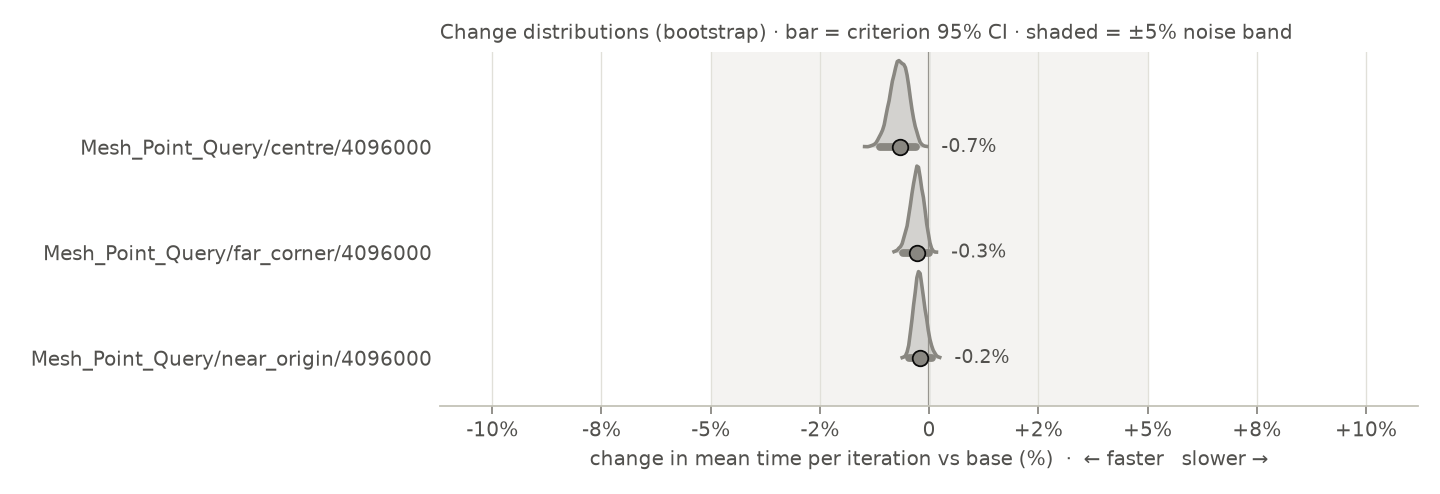 Change distributions (bootstrap) · bar = criterion 95% CI · shaded = ±5% noise band
Mesh_Point_Query/centre/4096000
-0.7%
Mesh_Point_Query/far_corner/4096000
-0.3%
Mesh_Point_Query/near_origin/4096000
-0.2%
-10% -8% -5% -2% 0 +2% +5% +8% +10%
change in mean time per iteration vs base (%) · ← faster slower →